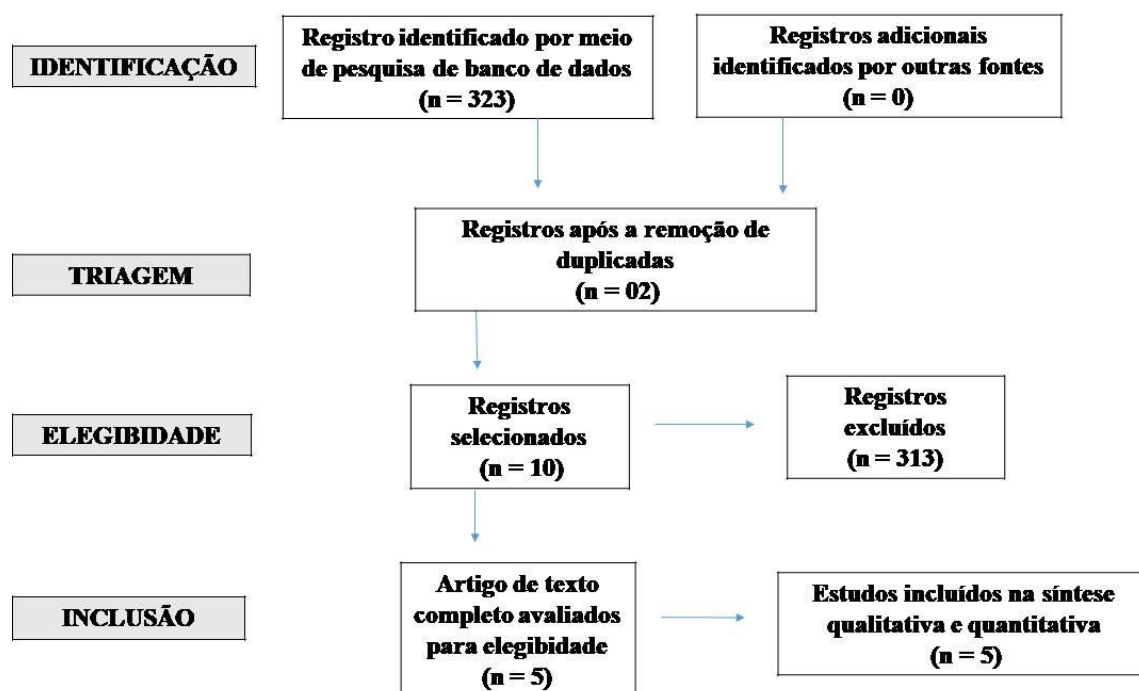 IDENTIFICAÇÃO
Registro identificado por meio
de pesquisa de banco de dados
(n = 323)
Registros adicionais
identificados por outras fontes
(n = 0)
TRIAGEM
Registros após a remoção de
duplicadas
(n = 02)
ELEGIBIDADE
Registros
selecionados
(n = 10)
Registros
excluídos
(n = 313)
INCLUSÃO
Artigo de texto
completo avaliados
para elegibidade
(n = 5)
Estudos incluídos na síntese
qualitativa e quantitativa
(n = 5)